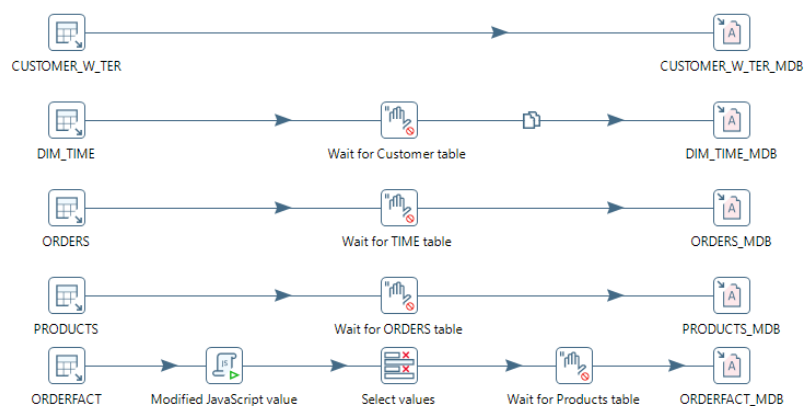 CUSTOMER_W_TER
CUSTOMER_W_TER_MDB
DIM_TIME
Wait for Customer table
DIM_TIME_MDB
ORDERS
Wait for TIME table
ORDERS_MDB
PRODUCTS
Wait for ORDERS table
PRODUCTS_MDB
ORDERFACT
Modified JavaScript value
Select values
Wait for Products table
ORDERFACT_MDB